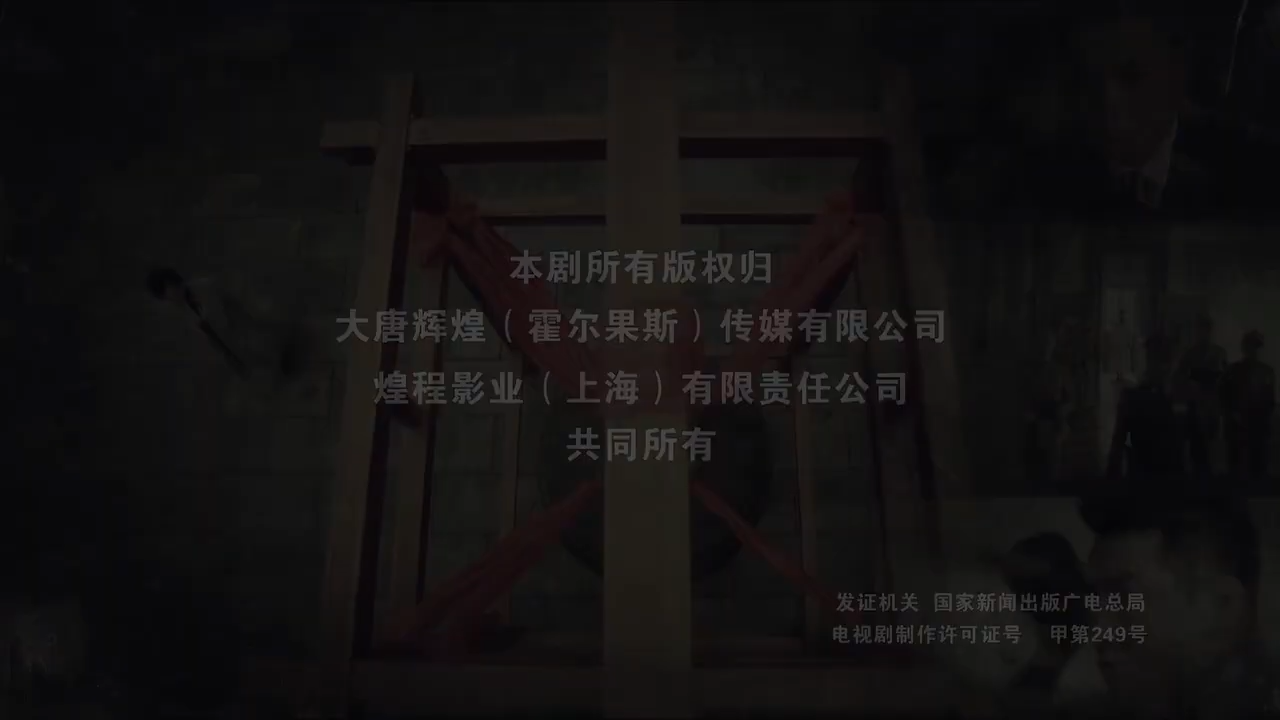 本剧所有版权归
大唐辉煌（霍尔果斯）传媒有限公司
煌程影业（上海）有限责任公司
共同所有
发证机关 国家新闻出版广电总局
电视剧制作许可证号 甲第249号